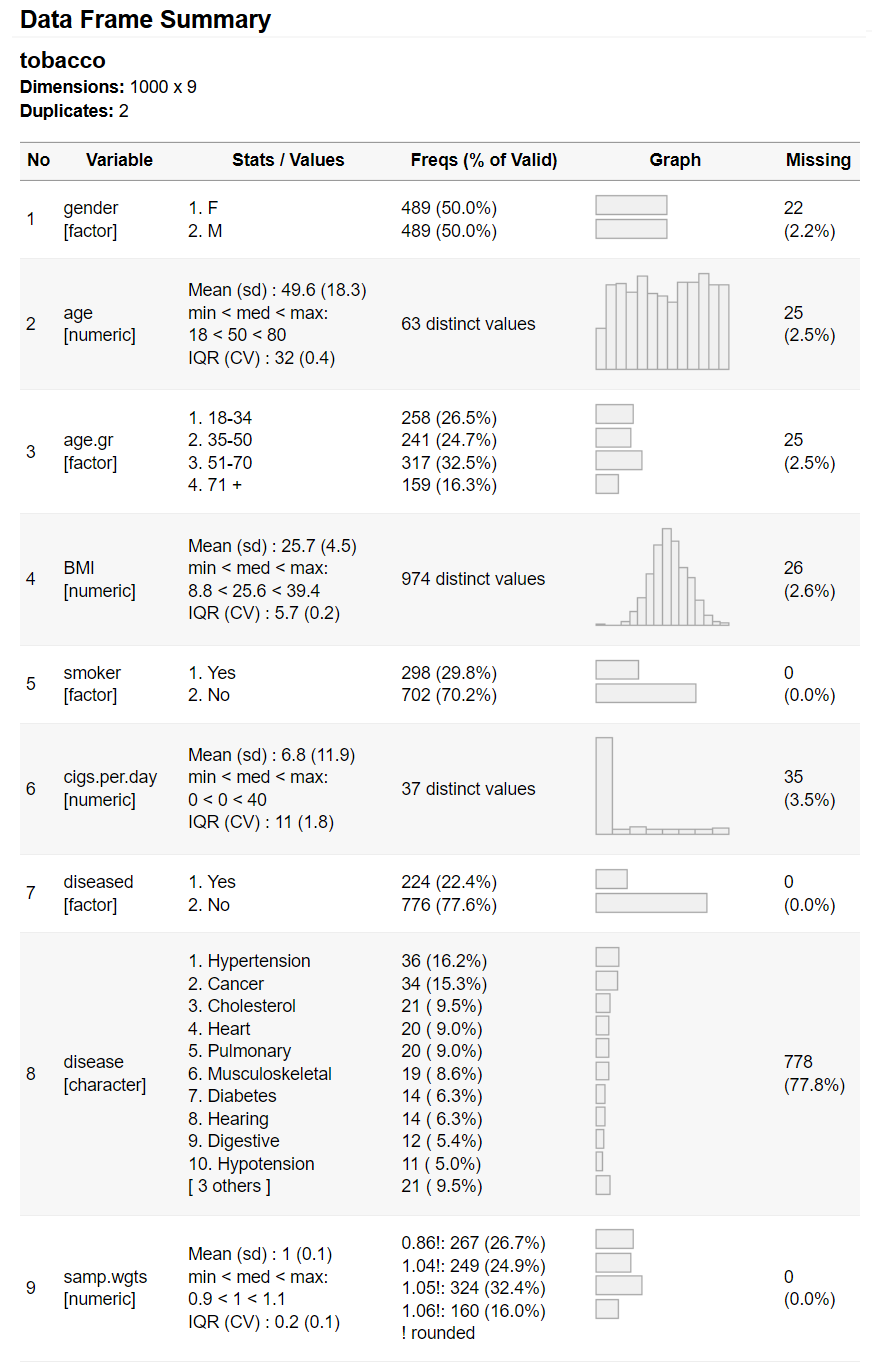 Data Frame Summary
tobacco
Dimensions: 1000 x 9
Duplicates: 2
No Variable Stats / Values Freqs (% of Valid) Graph Missing
1 gender [factor] 1. F 489 (50.0%) 22 (2.2%)
2. M 489 (50.0%)
2 age [numeric] Mean (sd) : 49.6 (18.3) 63 distinct values 25 (2.5%)
min < med < max:
18 < 50 < 80
IQR (CV) : 32 (0.4)
3 age.gr [factor] 1. 18-34 258 (26.5%) 25 (2.5%)
2. 35-50 241 (24.7%)
3. 51-70 317 (32.5%)
4. 71 + 159 (16.3%)
4 BMI [numeric] Mean (sd) : 25.7 (4.5) 974 distinct values 26 (2.6%)
min < med < max:
8.8 < 25.6 < 39.4
IQR (CV) : 5.7 (0.2)
5 smoker [factor] 1. Yes 298 (29.8%) 0 (0.0%)
2. No 702 (70.2%)
6 cigs.per.day [numeric] Mean (sd) : 6.8 (11.9) 37 distinct values 35 (3.5%)
min < med < max:
0 < 0 < 40
IQR (CV) : 11 (1.8)
7 diseased [factor] 1. Yes 224 (22.4%) 0 (0.0%)
2. No 776 (77.6%)
8 disease [character] 1. Hypertension 36 (16.2%) 778 (77.8%)
2. Cancer 34 (15.3%)
3. Cholesterol 21 ( 9.5%)
4. Heart 20 ( 9.0%)
5. Pulmonary 20 ( 9.0%)
6. Musculoskeletal 19 ( 8.6%)
7. Diabetes 14 ( 6.3%)
8. Hearing 14 ( 6.3%)
9. Digestive 12 ( 5.4%)
10. Hypotension 11 ( 5.0%)
[ 3 others ] 21 ( 9.5%)
9 samp.wgts [numeric] Mean (sd) : 1 (0.1) 0.86!: 267 (26.7%) 0 (0.0%)
min < med < max: 1.04!: 249 (24.9%)
0.9 < 1 < 1.1 1.05!: 324 (32.4%)
IQR (CV) : 0.2 (0.1) 1.06!: 160 (16.0%)
! rounded